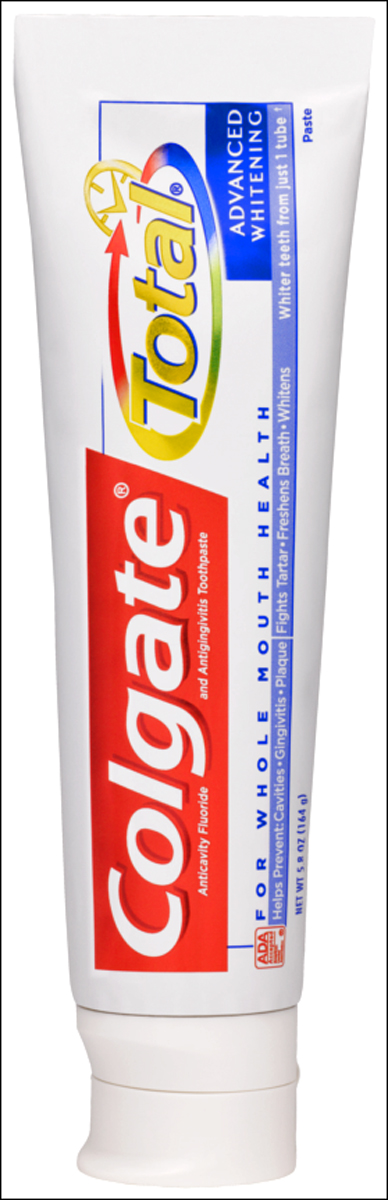 Colgate®
Anticavity Fluoride and Antigingivitis Toothpaste
Total®
ADVANCED
WHITENING
FOR WHOLE MOUTH HEALTH
Helps Prevent: Cavities • Gingivitis • Plaque | Fights Tartar • Freshens Breath • Whitens
Whiter teeth from just 1 tube†
ADA
NET WT 5.8 OZ (164 g)
Paste